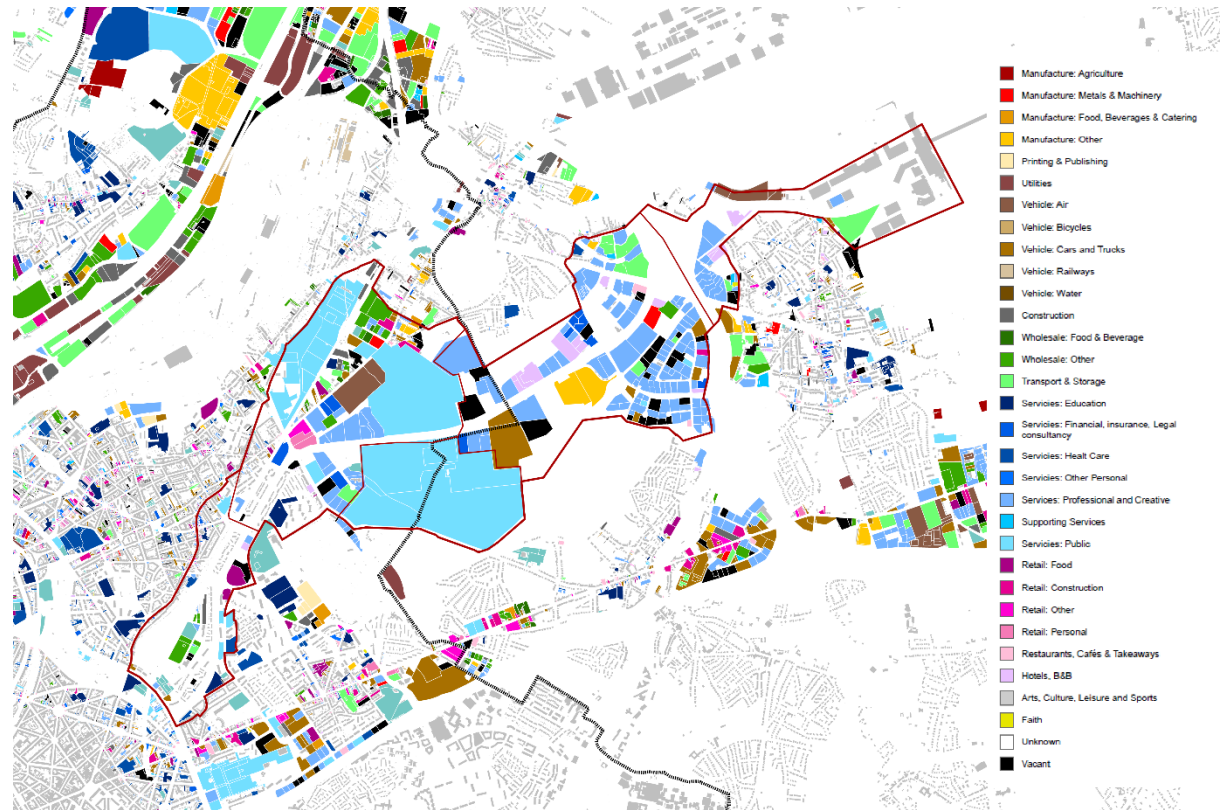 Manufacture: Agriculture
Manufacture: Metals & Machinery
Manufacture: Food, Beverages & Catering
Manufacture: Other
Printing & Publishing
Utilities
Vehicle: Air
Vehicle: Bicycles
Vehicle: Cars and Trucks
Vehicle: Railways
Vehicle: Water
Construction
Wholesale: Food & Beverage
Wholesale: Other
Transport & Storage
Servicies: Education
Servicies: Financial, insurance, Legal
consultancy
Servicies: Healt Care
Servicies: Other Personal
Services: Professional and Creative
Supporting Services
Servicies: Public
Retail: Food
Retail: Construction
Retail: Other
Retail: Personal
Restaurants, Cafés & Takeaways
Hotels, B&B
Arts, Culture, Leisure and Sports
Faith
Unknown
Vacant